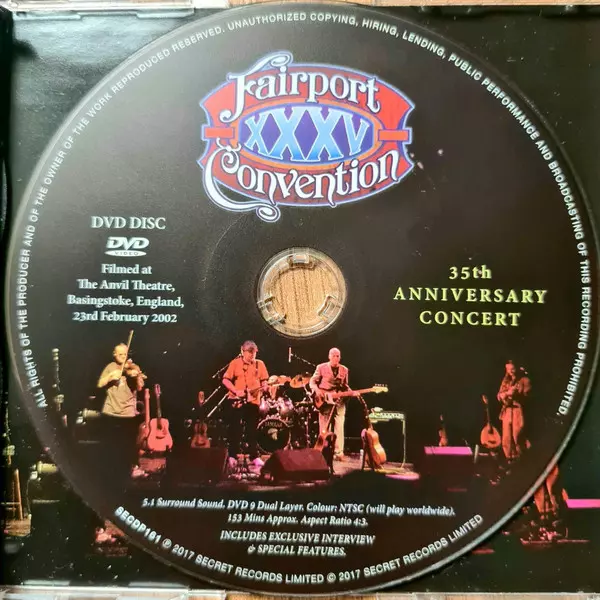 ALL RIGHTS OF THE PRODUCER AND OF THE OWNER OF THE WORK REPRODUCED RESERVED. UNAUTHORIZED COPYING, HIRING, LENDING, PUBLIC PERFORMANCE AND BROADCASTING OF THIS RECORDING PROHIBITED.
Fairport
XXXV
Convention
DVD DISC
DVD
VIDEO
Filmed at
The Anvil Theatre,
Basingstoke, England,
23rd February 2002
35th
ANNIVERSARY
CONCERT
YAMAHA
5.1 Surround Sound. DVD 9 Dual Layer. Colour: NTSC (will play worldwide).
153 Mins Approx. Aspect Ratio 4:3.
INCLUDES EXCLUSIVE INTERVIEW
& SPECIAL FEATURES.
SECDP161 ℗ 2017 SECRET RECORDS LIMITED © 2017 SECRET RECORDS LIMITED